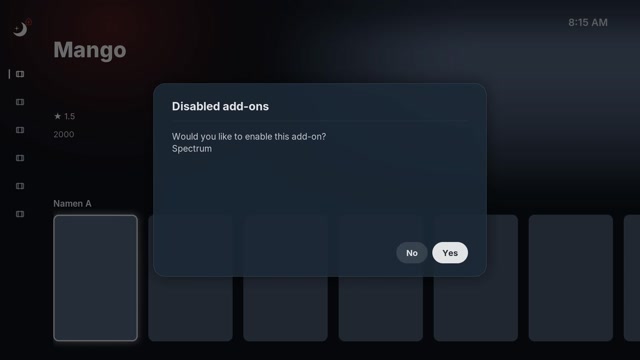 8:15 AM
Mango
★ 1.5
2000
Disabled add-ons
Would you like to enable this add-on?
Spectrum
No
Yes
Namen A